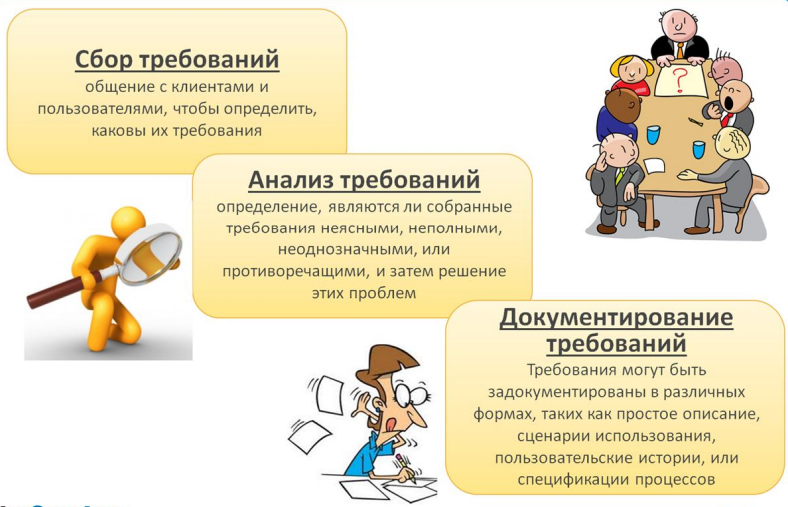 Сбор требований
общение с клиентами и
пользователями, чтобы определить,
каковы их требования
Анализ требований
определение, являются ли собранные
требования неясными, неполными,
неоднозначными, или
противоречащими, и затем решение
этих проблем
Документирование
требований
Требования могут быть
задокументированы в различных
формах, таких как простое описание,
сценарии использования,
пользовательские истории, или
спецификации процессов
?